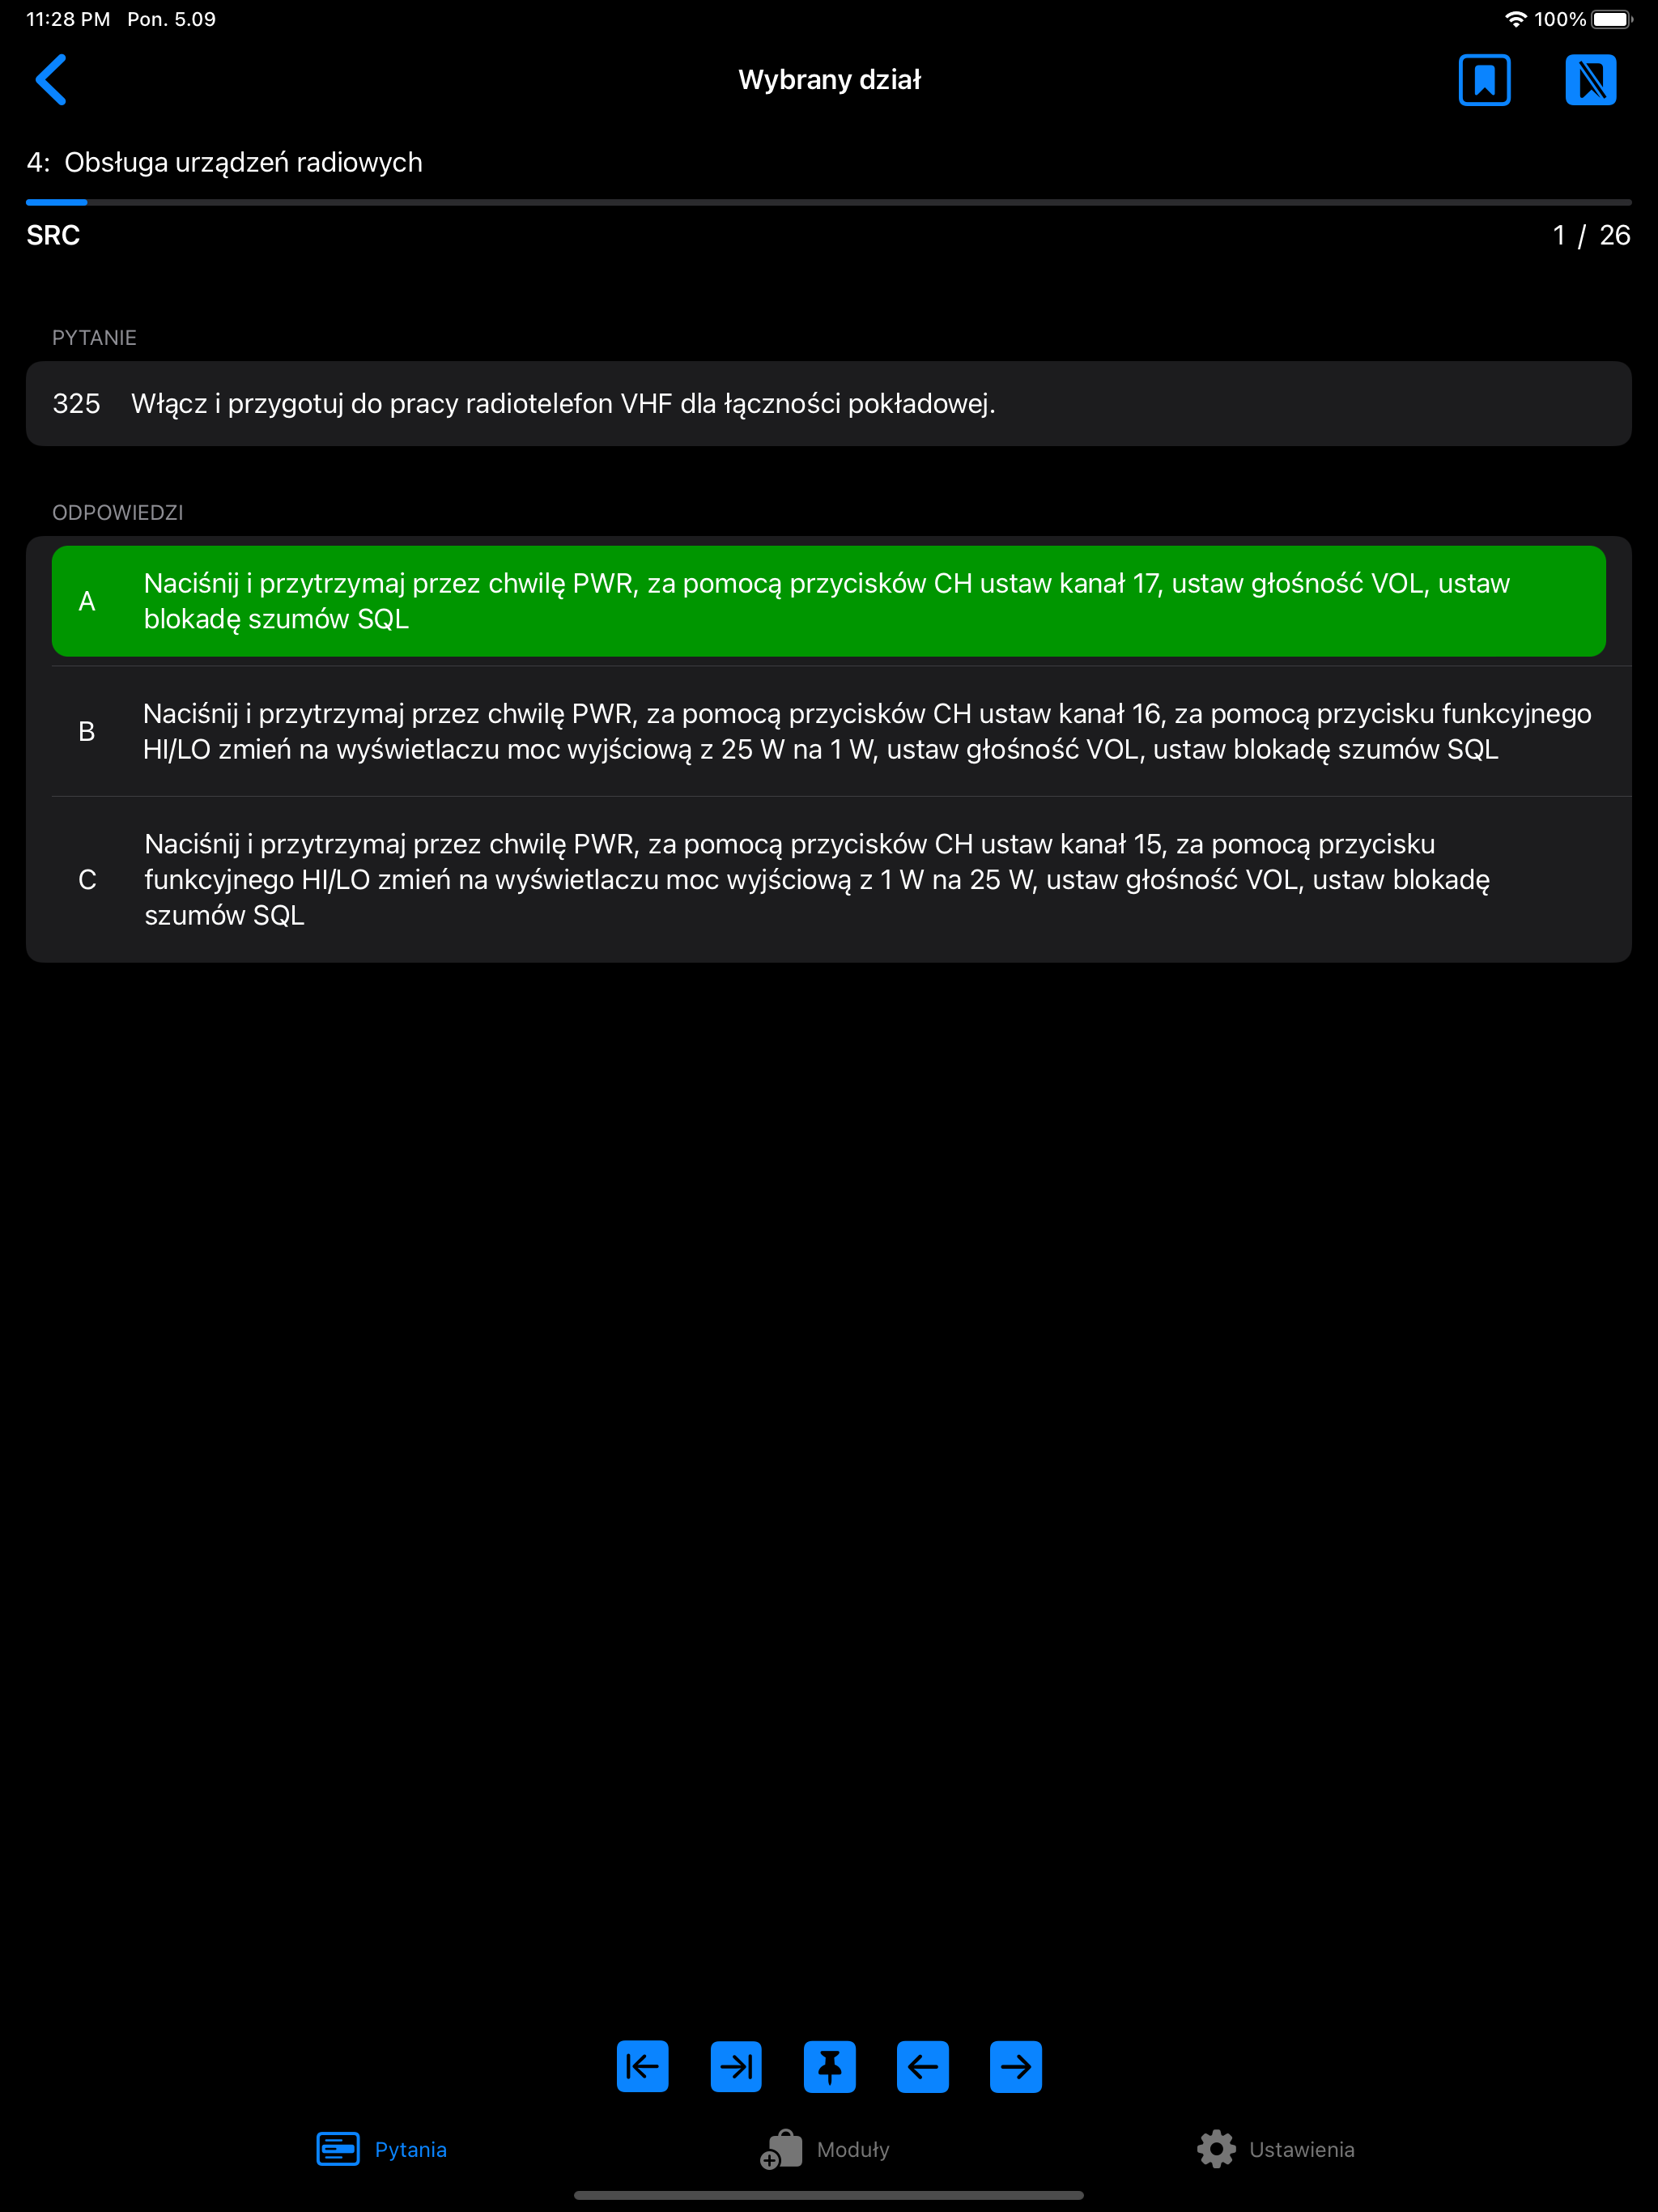 11:28 PM Pon. 5.09
100%
Wybrany dział
4: Obsługa urządzeń radiowych
SRC
1 / 26
PYTANIE
325 Włącz i przygotuj do pracy radiotelefon VHF dla łączności pokładowej.
ODPOWIEDZI
A
Naciśnij i przytrzymaj przez chwilę PWR, za pomocą przycisków CH ustaw kanał 17, ustaw głośność VOL, ustaw
blokadę szumów SQL
B
Naciśnij i przytrzymaj przez chwilę PWR, za pomocą przycisków CH ustaw kanał 16, za pomocą przycisku funkcyjnego
HI/LO zmień na wyświetlaczu moc wyjściową z 25 W na 1 W, ustaw głośność VOL, ustaw blokadę szumów SQL
C
Naciśnij i przytrzymaj przez chwilę PWR, za pomocą przycisków CH ustaw kanał 15, za pomocą przycisku
funkcyjnego HI/LO zmień na wyświetlaczu moc wyjściową z 1 W na 25 W, ustaw głośność VOL, ustaw blokadę
szumów SQL
Pytania
Moduły
Ustawienia